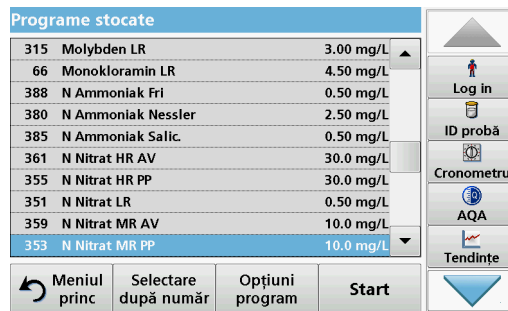 Programe stocate
315 Molybden LR 3.00 mg/L
66 Monokloramin LR 4.50 mg/L
388 N Ammoniak Fri 0.50 mg/L
380 N Ammoniak Nessler 2.50 mg/L
385 N Ammoniak Salic. 0.50 mg/L
361 N Nitrat HR AV 30.0 mg/L
355 N Nitrat HR PP 30.0 mg/L
351 N Nitrat LR 0.50 mg/L
359 N Nitrat MR AV 10.0 mg/L
353 N Nitrat MR PP 10.0 mg/L
Meniul
princ
Selectare
după număr
Opțiuni
program
Start
Log in
ID probă
Cronometru
AQA
Tendințe